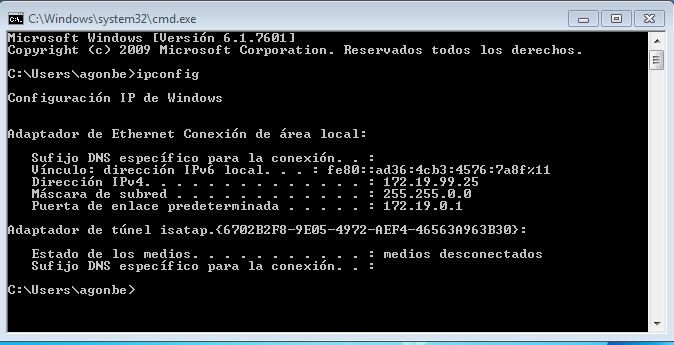 C:\Windows\system32\cmd.exe
Microsoft Windows [Versión 6.1.7601]
Copyright (c) 2009 Microsoft Corporation. Reservados todos los derechos.
C:\Users\agonbe>ipconfig
Configuración IP de Windows
Adaptador de Ethernet Conexión de área local:
Sufijo DNS específico para la conexión. . :
Vínculo: dirección IPv6 local. . . : fe80::ad36:4cb3:4576:7a8f%11
Dirección IPv4. . . . . . . . . . . . . . : 172.19.99.25
Máscara de subred . . . . . . . . . . . . : 255.255.0.0
Puerta de enlace predeterminada . . . . . : 172.19.0.1
Adaptador de túnel isatap.{6702B2F8-9E05-4972-AEF4-46563A963B30}:
Estado de los medios. . . . . . . . . . . : medios desconectados
Sufijo DNS específico para la conexión. . :
C:\Users\agonbe>